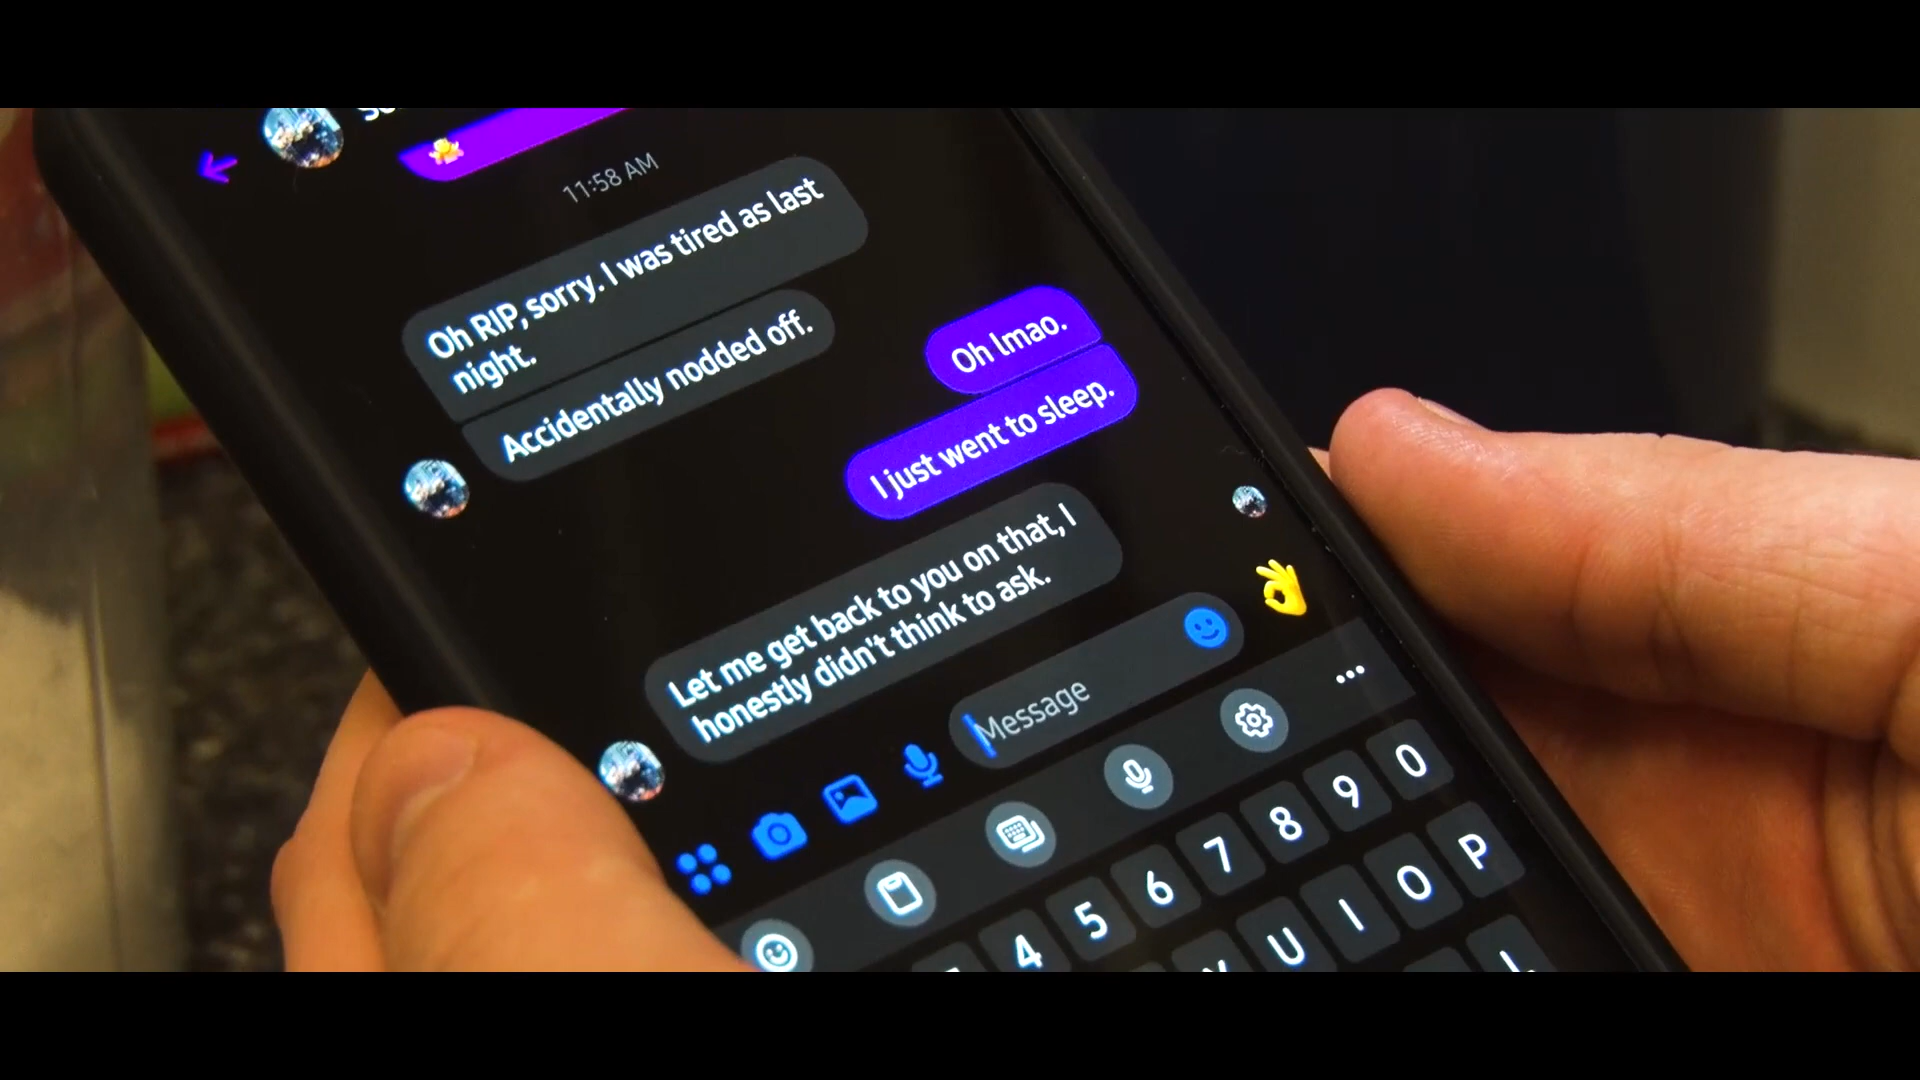 11:58 AM
Oh RIP, sorry. I was tired as last
night.
Accidentally nodded off.
Oh lmao.
I just went to sleep.
Let me get back to you on that, I
honestly didn't think to ask.
Message
4 5 6 7 8 9 0
U I O P